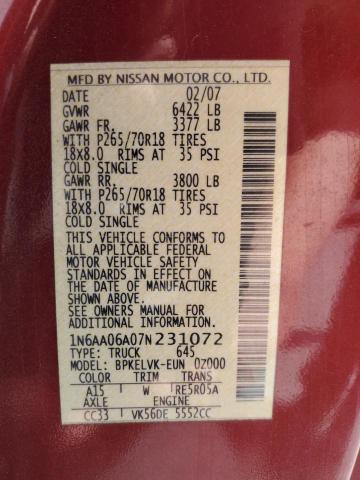 MFD BY NISSAN MOTOR CO., LTD.
DATE 02/07
GVWR 6422 LB
GAWR FR. 3377 LB
WITH P265/70R18 TIRES
18X8.0 RIMS AT 35 PSI
COLD SINGLE
GAWR RR. 3800 LB
WITH P265/70R18 TIRES
18X8.0 RIMS AT 35 PSI
COLD SINGLE
THIS VEHICLE CONFORMS TO
ALL APPLICABLE FEDERAL
MOTOR VEHICLE SAFETY
STANDARDS IN EFFECT ON
THE DATE OF MANUFACTURE
SHOWN ABOVE.
SEE OWNERS MANUAL FOR
ADDITIONAL INFORMATION.
1N6AA06A07N231072
TYPE: TRUCK 645
MODEL: BPKELVK-EUN 0Z000
COLOR TRIM TRANS
A15 W RE5R05A
AXLE ENGINE
CC33 VK56DE 5552CC